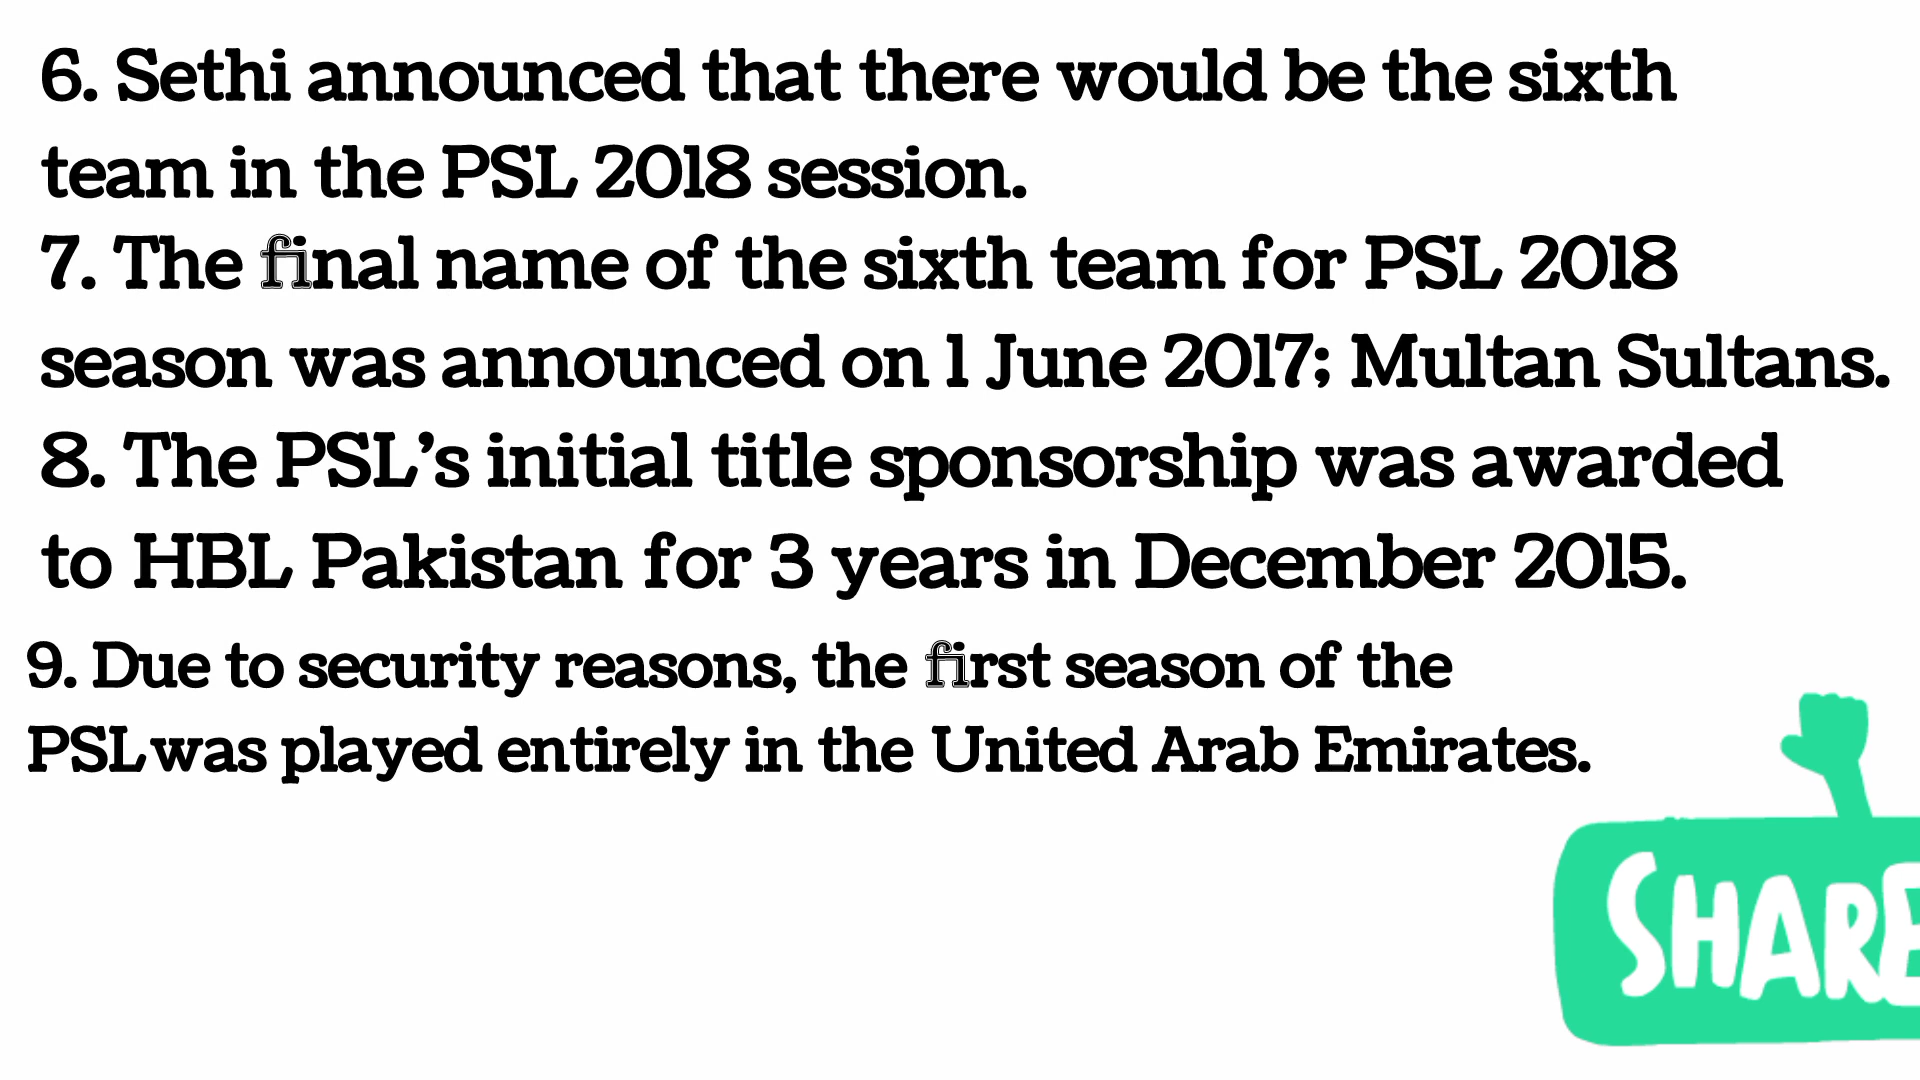 6. Sethi announced that there would be the sixth
team in the PSL 2018 session.
7. The final name of the sixth team for PSL 2018
season was announced on 1 June 2017; Multan Sultans.
8. The PSL’s initial title sponsorship was awarded
to HBL Pakistan for 3 years in December 2015.
9. Due to security reasons, the first season of the
PSL was played entirely in the United Arab Emirates.
SHARE